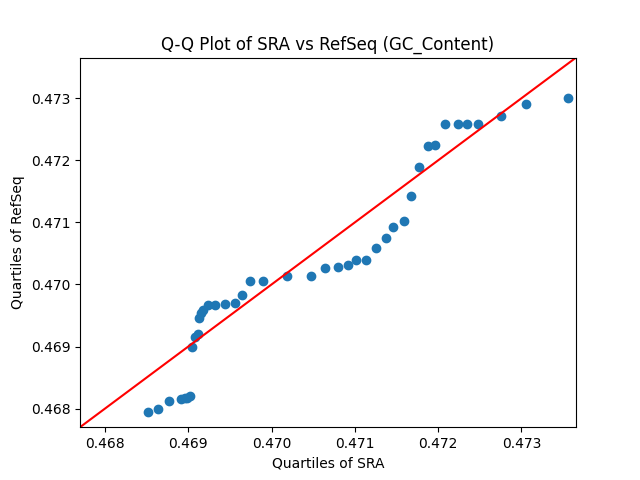 Q-Q Plot of SRA vs RefSeq (GC_Content)
Quartiles of RefSeq
0.473
0.472
0.471
0.470
0.469
0.468
0.468 0.469 0.470 0.471 0.472 0.473
Quartiles of SRA